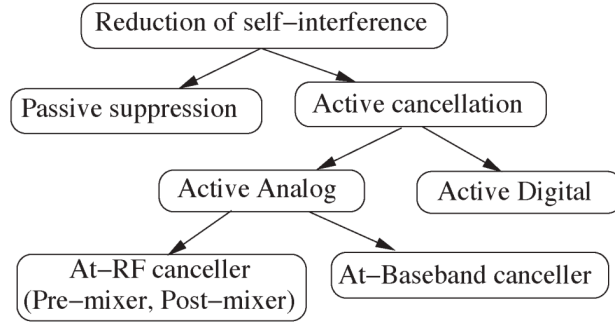 Reduction of self-interference
Passive suppression
Active cancellation
Active Analog
Active Digital
At-RF canceller
(Pre-mixer, Post-mixer)
At-Baseband canceller